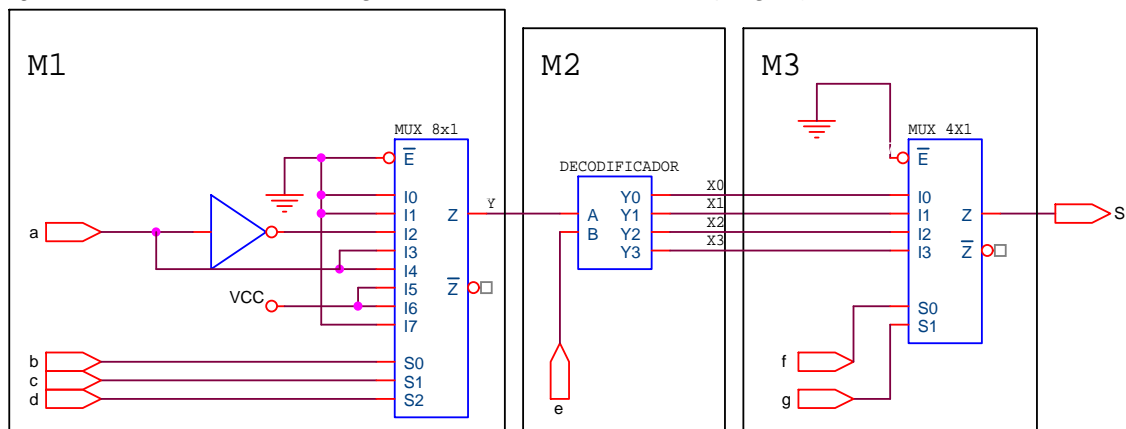 M1
M2
M3
MUX 8x1
MUX 4X1
DECODIFICADOR
E
I0
I1
I2
I3
I4
I5
I6
I7
Z
Z
S0
S1
S2
a
VCC
b
c
d
Y
A
B
Y0
Y1
Y2
Y3
e
X0
X1
X2
X3
E
I0
I1
I2
I3
Z
Z
S0
S1
f
g
S